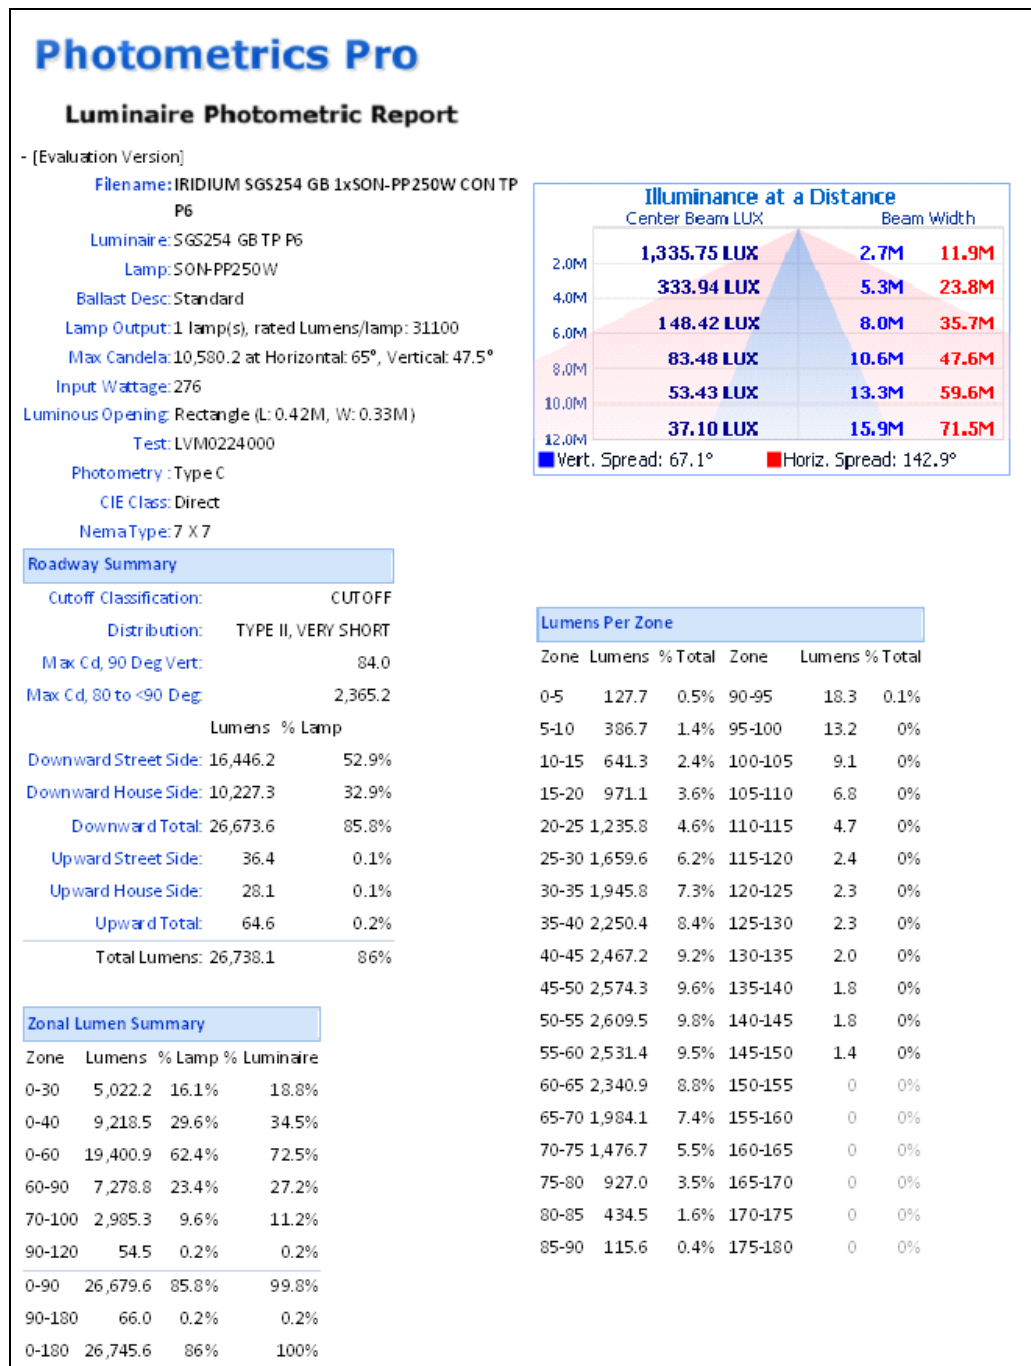 Photometrics Pro
Luminaire Photometric Report
- [Evaluation Version]
Filename: IRIDIUM SGS254 GB 1xSON-PP250W CON TP
P6
Luminaire: SGS254 GB TP P6
Lamp: SON-PP250W
Ballast Desc: Standard
Lamp Output: 1 lamp(s), rated Lumens/lamp: 31100
Max Candela: 10,580.2 at Horizontal: 65°, Vertical: 47.5°
Input Wattage: 276
Luminous Opening: Rectangle (L: 0.42M, W: 0.33M)
Test: LVM0224000
Photometry : Type C
CIE Class: Direct
Nema Type: 7 X 7
Illuminance at a Distance
Center Beam LUX Beam Width
2.0M 1,335.75 LUX 2.7M 11.9M
4.0M 333.94 LUX 5.3M 23.8M
6.0M 148.42 LUX 8.0M 35.7M
8.0M 83.48 LUX 10.6M 47.6M
10.0M 53.43 LUX 13.3M 59.6M
12.0M 37.10 LUX 15.9M 71.5M
Vert. Spread: 67.1° Horiz. Spread: 142.9°
Roadway Summary
Cutoff Classification: CUTOFF
Distribution: TYPE II, VERY SHORT
Max Cd, 90 Deg Vert: 84.0
Max Cd, 80 to <90 Deg: 2,365.2
Lumens % Lamp
Downward Street Side: 16,446.2 52.9%
Downward House Side: 10,227.3 32.9%
Downward Total: 26,673.6 85.8%
Upward Street Side: 36.4 0.1%
Upward House Side: 28.1 0.1%
Upward Total: 64.6 0.2%
Total Lumens: 26,738.1 86%
Zonal Lumen Summary
Zone Lumens % Lamp % Luminaire
0-30 5,022.2 16.1% 18.8%
0-40 9,218.5 29.6% 34.5%
0-60 19,400.9 62.4% 72.5%
60-90 7,278.8 23.4% 27.2%
70-100 2,985.3 9.6% 11.2%
90-120 54.5 0.2% 0.2%
0-90 26,679.6 85.8% 99.8%
90-180 66.0 0.2% 0.2%
0-180 26,745.6 86% 100%
Lumens Per Zone
Zone Lumens % Total Zone Lumens % Total
0-5 127.7 0.5% 90-95 18.3 0.1%
5-10 386.7 1.4% 95-100 13.2 0%
10-15 641.3 2.4% 100-105 9.1 0%
15-20 971.1 3.6% 105-110 6.8 0%
20-25 1,235.8 4.6% 110-115 4.7 0%
25-30 1,659.6 6.2% 115-120 2.4 0%
30-35 1,945.8 7.3% 120-125 2.3 0%
35-40 2,250.4 8.4% 125-130 2.3 0%
40-45 2,467.2 9.2% 130-135 2.0 0%
45-50 2,574.3 9.6% 135-140 1.8 0%
50-55 2,609.5 9.8% 140-145 1.8 0%
55-60 2,531.4 9.5% 145-150 1.4 0%
60-65 2,340.9 8.8% 150-155 0 0%
65-70 1,984.1 7.4% 155-160 0 0%
70-75 1,476.7 5.5% 160-165 0 0%
75-80 927.0 3.5% 165-170 0 0%
80-85 434.5 1.6% 170-175 0 0%
85-90 115.6 0.4% 175-180 0 0%